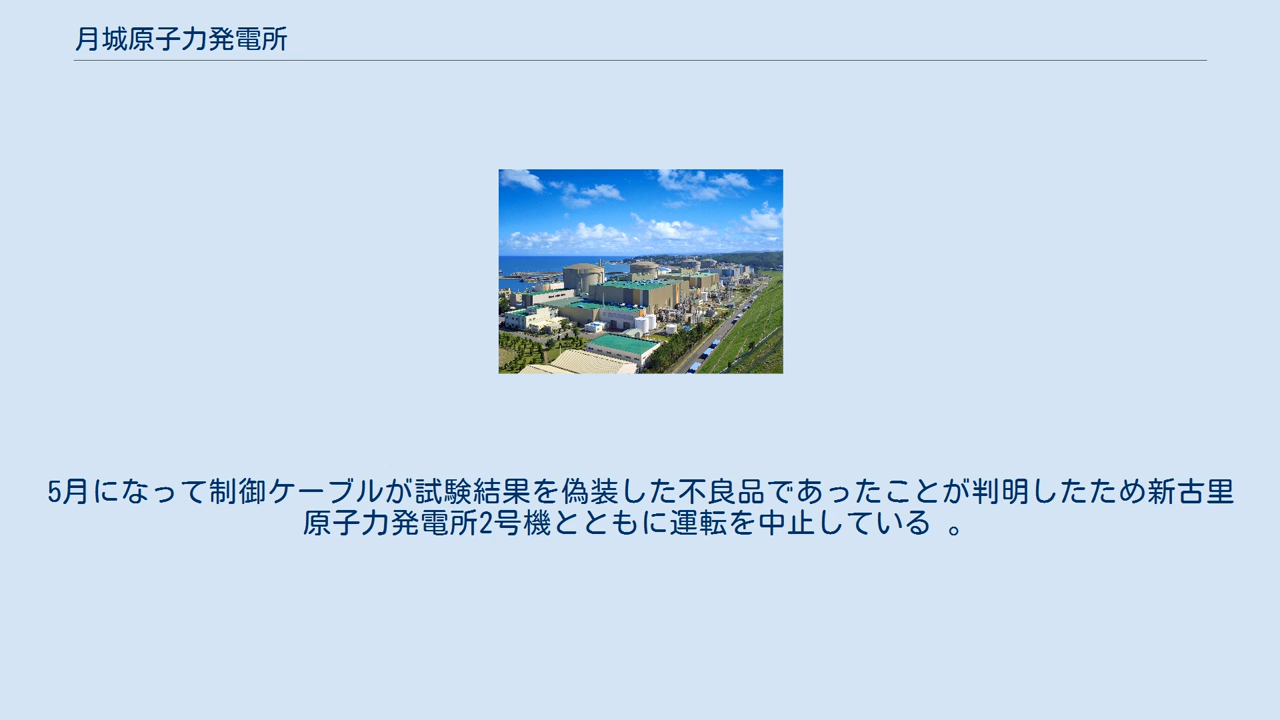 月城原子力発電所
5月になって制御ケーブルが試験結果を偽装した不良品であったことが判明したため新古里
原子力発電所2号機とともに運転を中止している 。